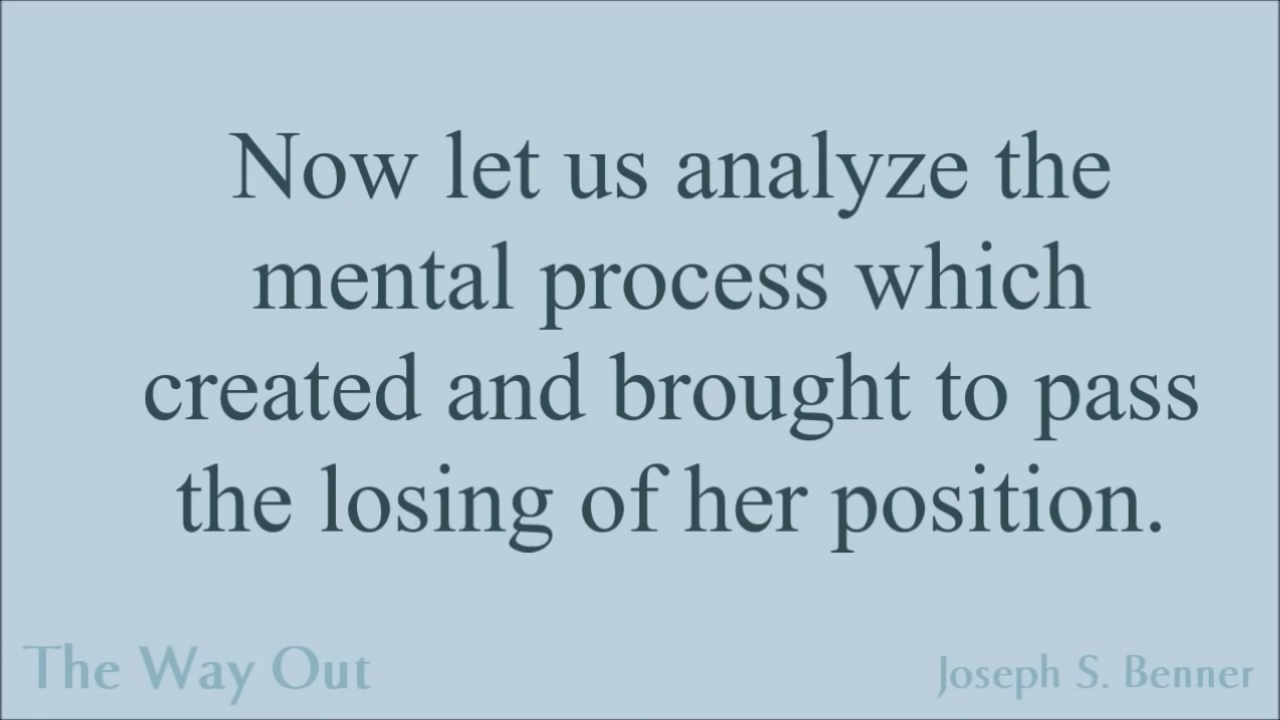 Now let us analyze the
mental process which
created and brought to pass
the losing of her position.
The Way Out
Joseph S. Benner